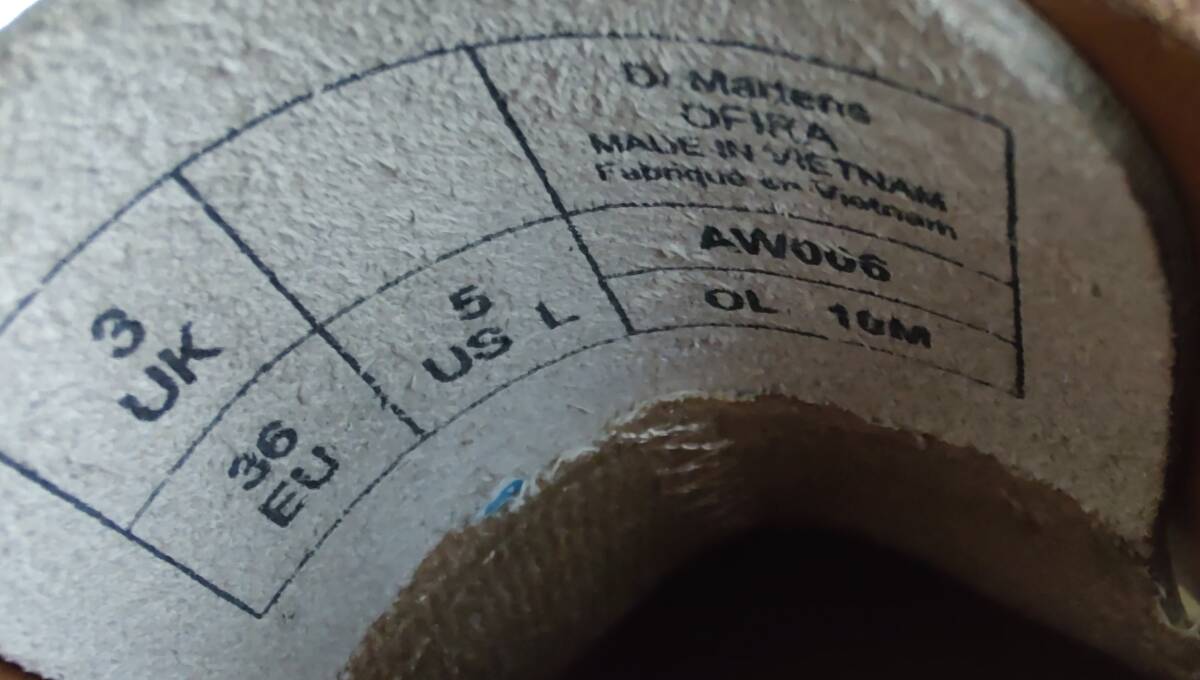 3
UK
36
EU
5
US L
Dr Martens
OFIRA
MADE IN VIETNAM
Fabriqué en Vietnam
AW006
OL 10M